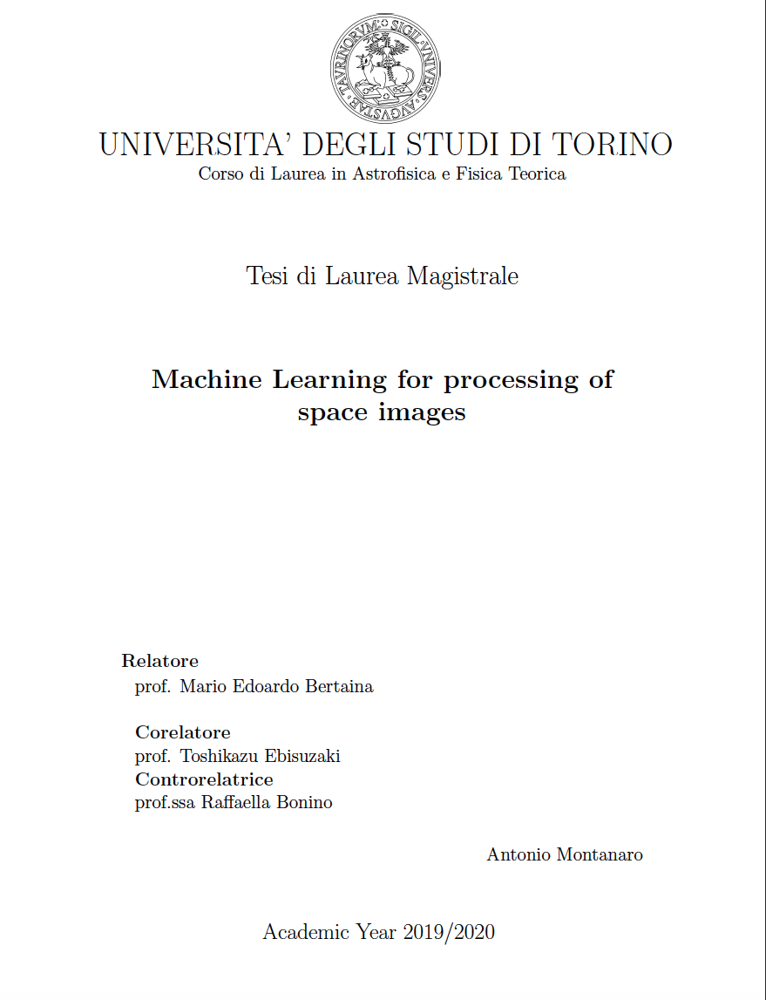 TAVRINORVM: SIGIL·VNIVERS·AVGVSTAE·
UNIVERSITA' DEGLI STUDI DI TORINO
Corso di Laurea in Astrofisica e Fisica Teorica
Tesi di Laurea Magistrale
Machine Learning for processing of
space images
Relatore
prof. Mario Edoardo Bertaina
Corelatore
prof. Toshikazu Ebisuzaki
Controrelatrice
prof.ssa Raffaella Bonino
Antonio Montanaro
Academic Year 2019/2020